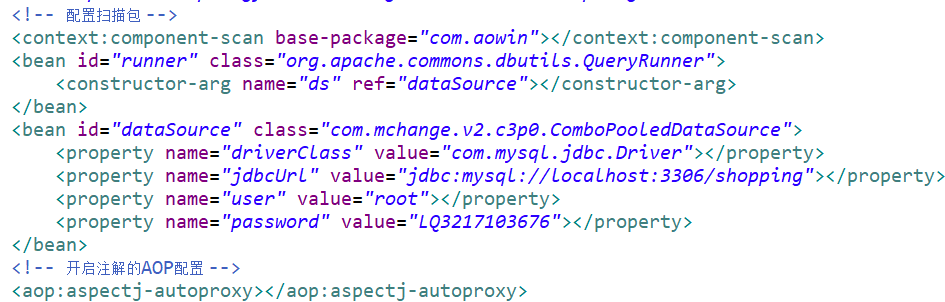 <!-- 配置扫描包 -->
<context:component-scan base-package="com.aowin"></context:component-scan>
<bean id="runner" class="org.apache.commons.dbutils.QueryRunner">
    <constructor-arg name="ds" ref="dataSource"></constructor-arg>
</bean>
<bean id="dataSource" class="com.mchange.v2.c3p0.ComboPooledDataSource">
    <property name="driverClass" value="com.mysql.jdbc.Driver"></property>
    <property name="jdbcUrl" value="jdbc:mysql://localhost:3306/shopping"></property>
    <property name="user" value="root"></property>
    <property name="password" value="LQ3217103676"></property>
</bean>
<!-- 开启注解的AOP配置 -->
<aop:aspectj-autoproxy></aop:aspectj-autoproxy>